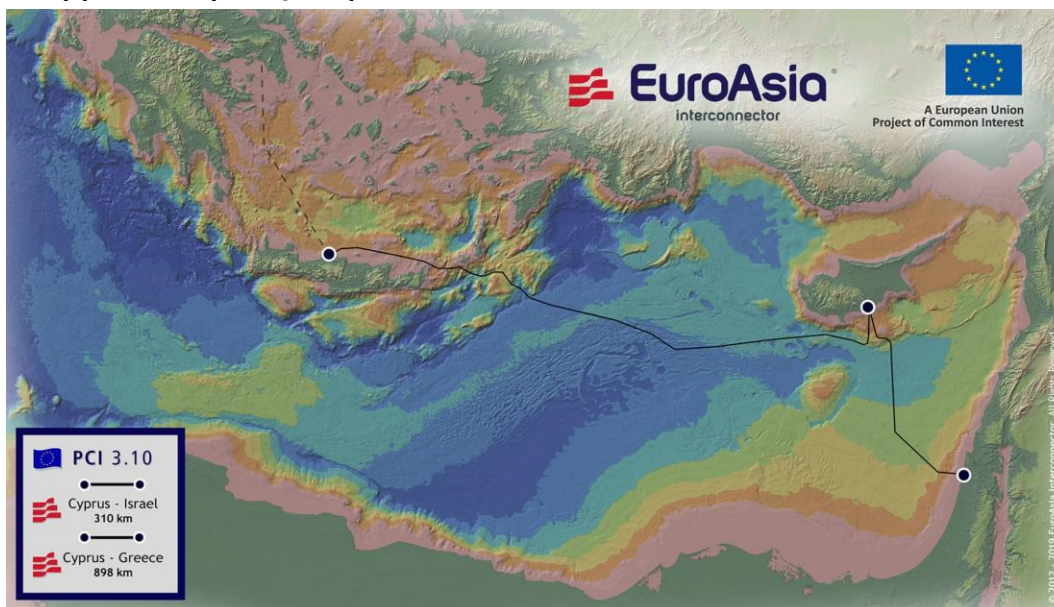 EuroAsia
interconnector
A European Union
Project of Common Interest
PCI 3.10
Cyprus - Israel
310 km
Cyprus - Greece
898 km